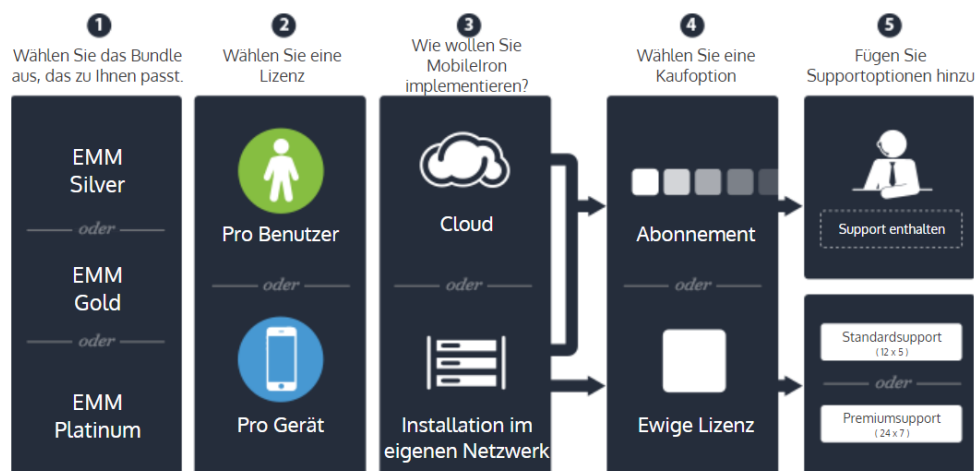 1
Wählen Sie das Bundle
aus, das zu Ihnen passt.
EMM
Silver
oder
EMM
Gold
oder
EMM
Platinum
2
Wählen Sie eine
Lizenz
Pro Benutzer
oder
Pro Gerät
3
Wie wollen Sie
MobileIron
implementieren?
Cloud
oder
Installation im
eigenen Netzwerk
4
Wählen Sie eine
Kaufoption
Abonnement
oder
Ewige Lizenz
5
Fügen Sie
Supportoptionen hinzu
Support enthalten
Standardsupport
( 12 x 5 )
oder
Premiumsupport
( 24 x 7 )